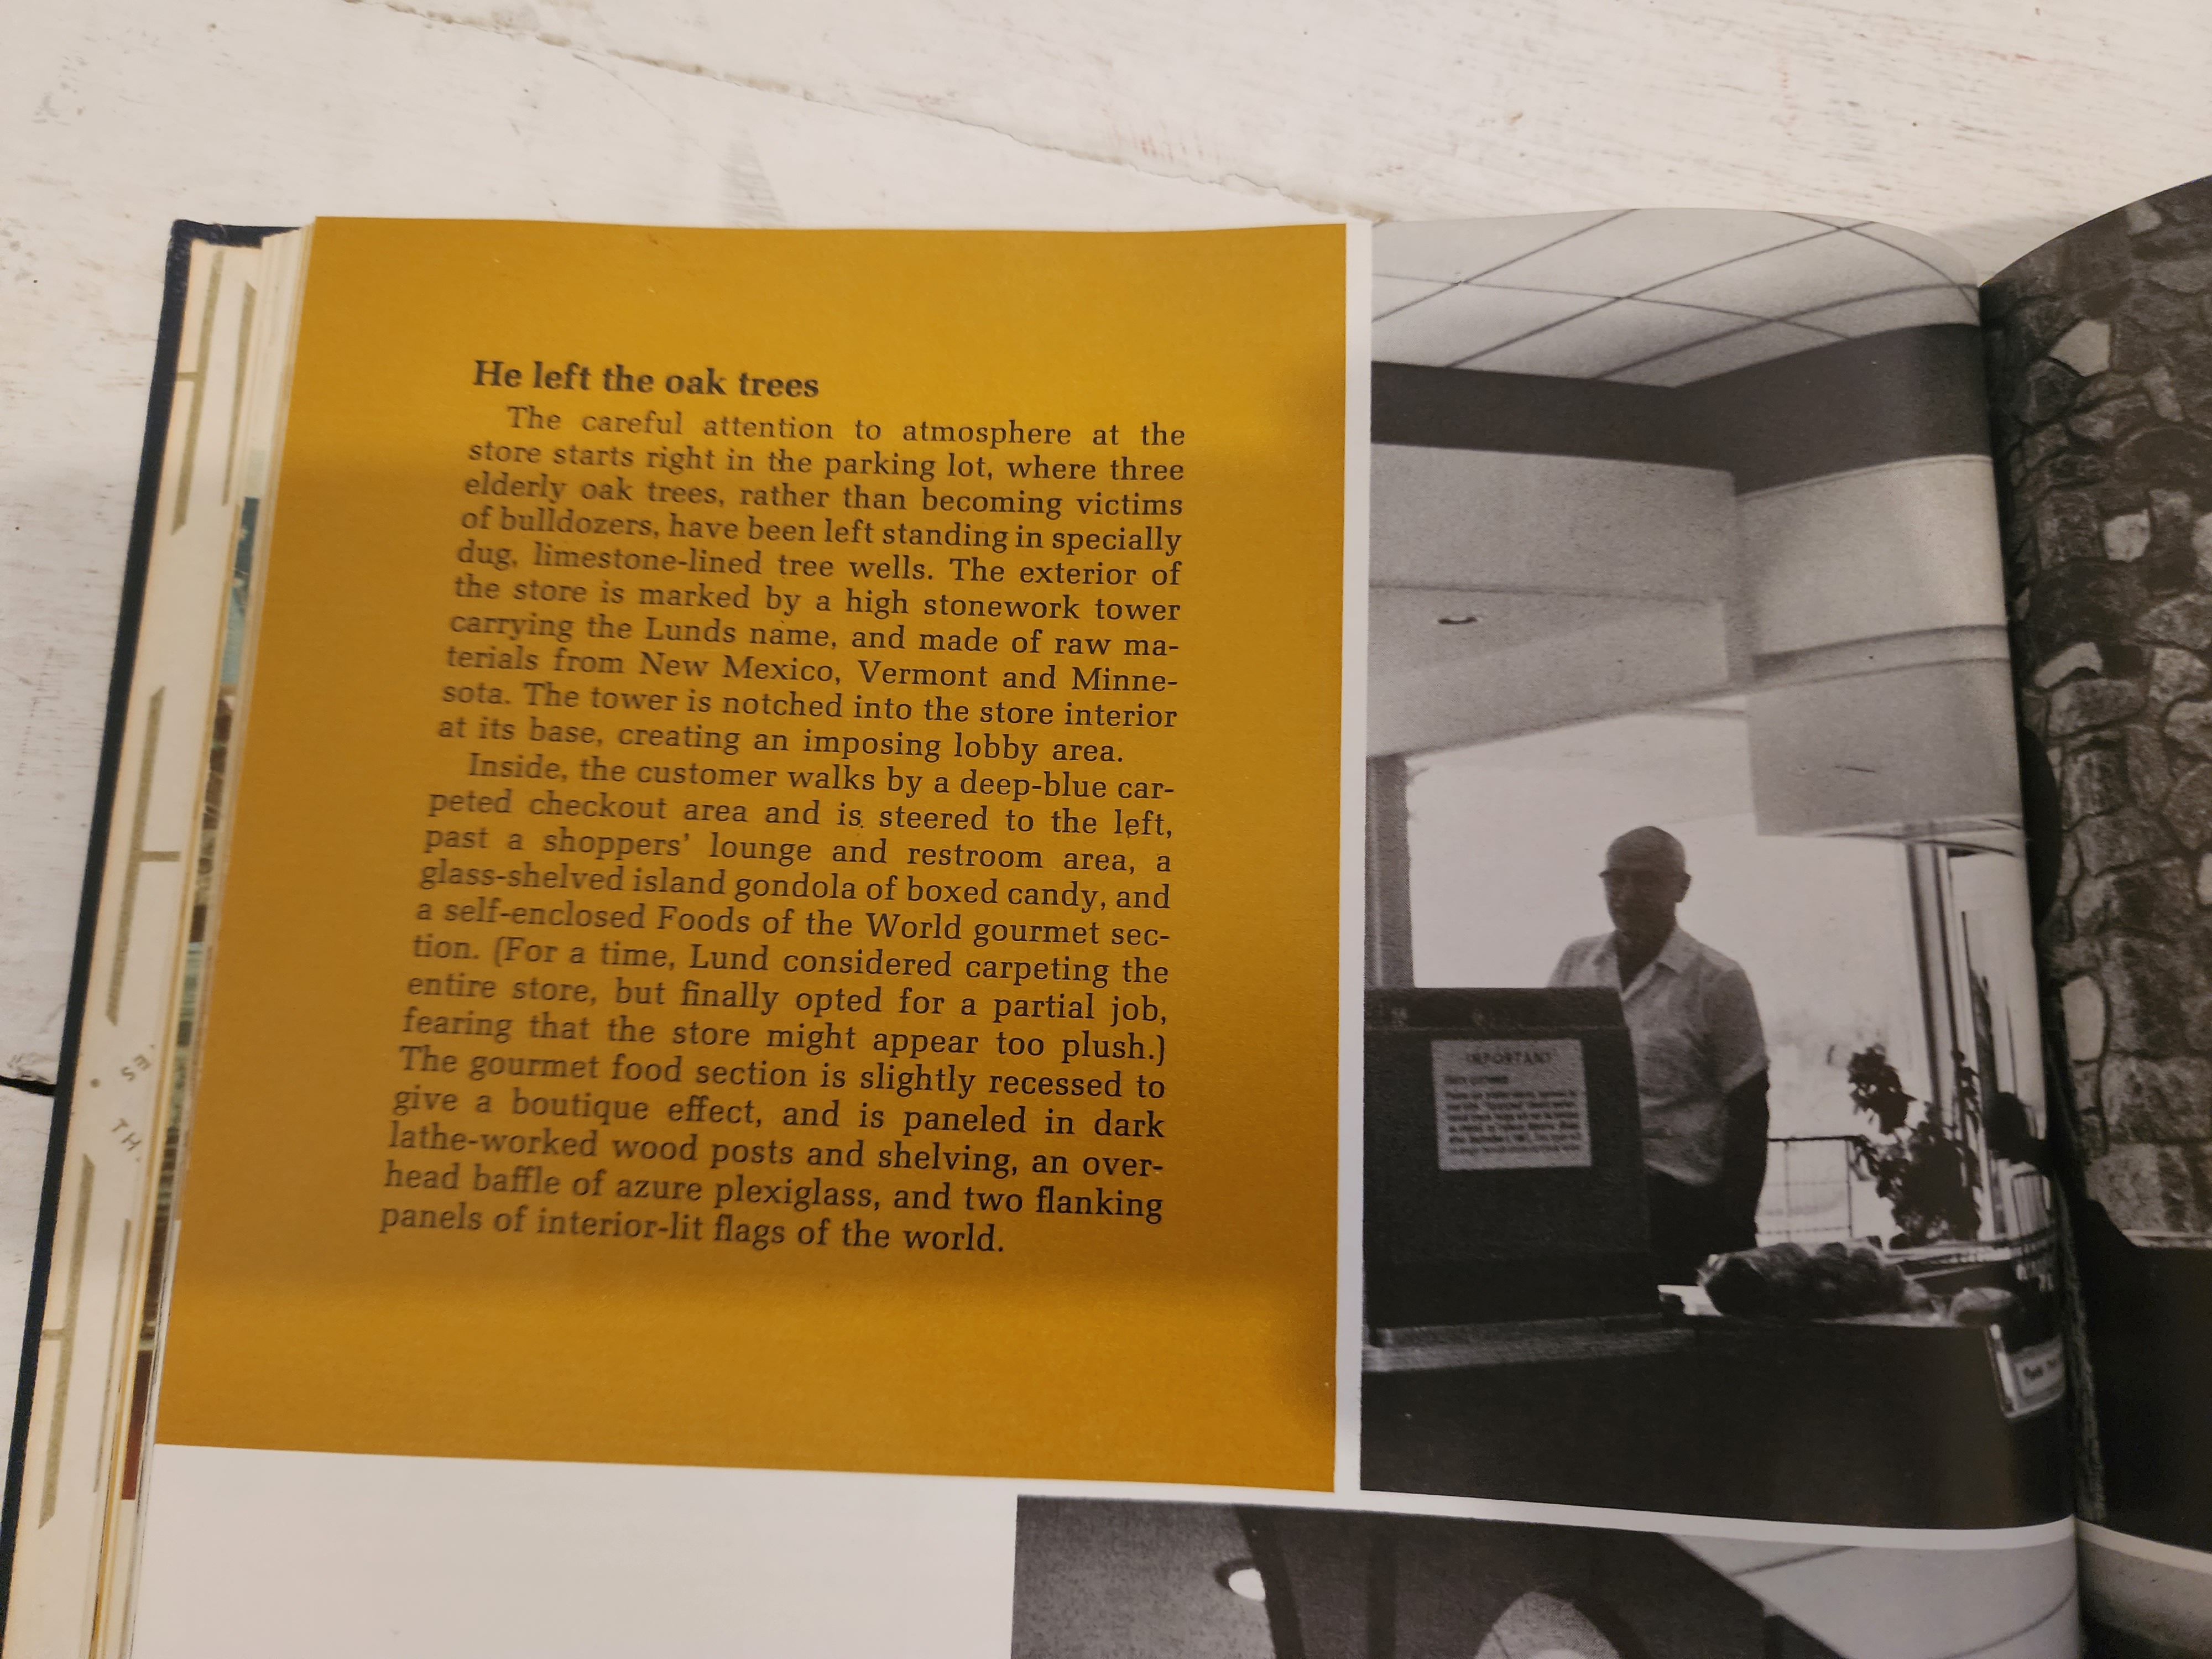 He left the oak trees
The careful attention to atmosphere at the
store starts right in the parking lot, where three
elderly oak trees, rather than becoming victims
of bulldozers, have been left standing in specially
dug, limestone-lined tree wells. The exterior of
the store is marked by a high stonework tower
carrying the Lunds name, and made of raw ma-
terials from New Mexico, Vermont and Minne-
sota. The tower is notched into the store interior
at its base, creating an imposing lobby area.
Inside, the customer walks by a deep-blue car-
peted checkout area and is steered to the left,
past a shoppers' lounge and restroom area, a
glass-shelved island gondola of boxed candy, and
a self-enclosed Foods of the World gourmet sec-
tion. (For a time, Lund considered carpeting the
entire store, but finally opted for a partial job,
fearing that the store might appear too plush.)
The gourmet food section is slightly recessed to
give a boutique effect, and is paneled in dark
lathe-worked wood posts and shelving, an over-
head baffle of azure plexiglass, and two flanking
panels of interior-lit flags of the world.
IMPORTANT